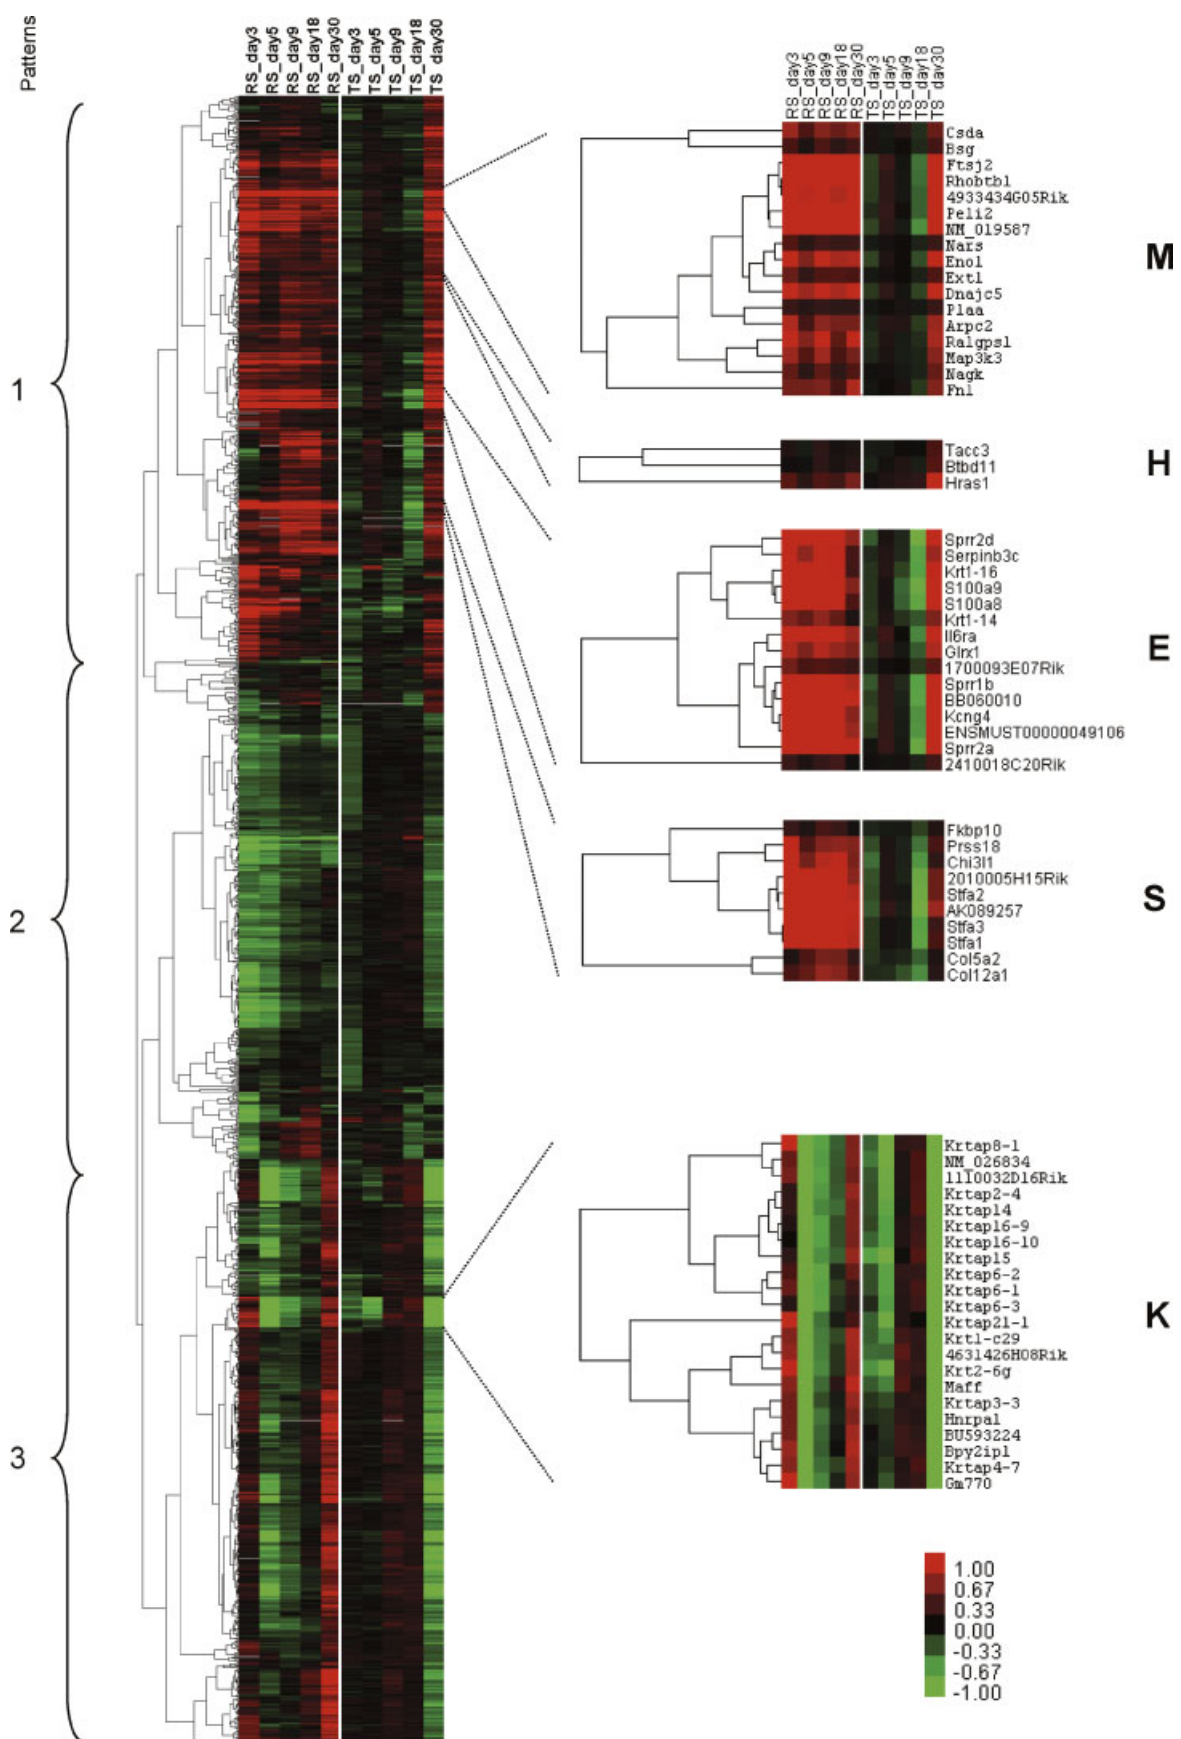 Patterns
RS_day3
RS_day5
RS_day9
RS_day18
RS_day30
TS_day3
TS_day5
TS_day9
TS_day18
TS_day30
1
2
3
RS_day3
RS_day5
RS_day9
RS_day18
RS_day30
TS_day3
TS_day5
TS_day9
TS_day18
TS_day30
Csda
Bsg
Ftsj2
Rhobtb1
4933434G05Rik
Peli2
NM_019587
Nars
Eno1
Extl
Dnajc5
Plaa
Arpc2
Ralgps1
Map3k3
Nagk
Fnl
M
Tacc3
Btbd11
Hras1
H
Sprr2d
Serpinb3c
Krt1-16
S100a9
S100a8
Krt1-14
Il6ra
Glrx1
1700093E07Rik
Sprr1b
BB060010
Kcng4
ENSMUST00000049106
Sprr2a
2410018C20Rik
E
Fkbp10
Prss18
Chi3l1
2010005H15Rik
Stfa2
AK089257
Stfa3
Stfa1
Col5a2
Col12a1
S
Krtap8-1
NM_026834
1110032D16Rik
Krtap2-4
Krtap14
Krtap16-9
Krtap16-10
Krtap15
Krtap6-2
Krtap6-1
Krtap6-3
Krtap21-1
Krt1-c29
4631426H08Rik
Krt2-6g
Maff
Krtap3-3
Hnrpa1
BU593224
Bpy2ip1
Krtap4-7
Gm770
K
1.00
0.67
0.33
0.00
-0.33
-0.67
-1.00